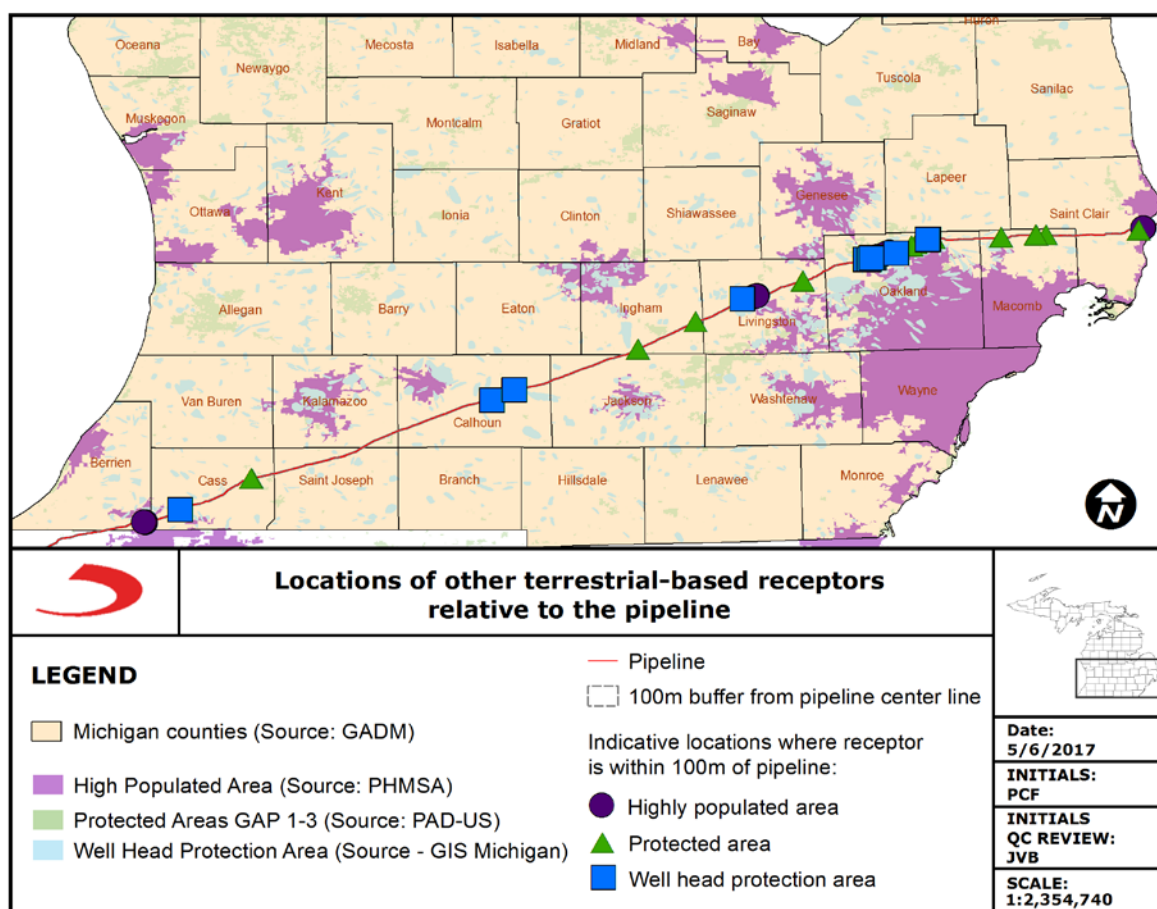 Huron
Oceana
Mecosta
Isabella
Midland
Bay
Newaygo
Tuscola
Sanilac
Muskegon
Montcalm
Gratiot
Saginaw
Kent
Lapeer
Genesee
Ottawa
Ionia
Clinton
Shiawassee
Saint Clair
Allegan
Barry
Eaton
Ingham
Livingston
Oakland
Macomb
Van Buren
Kalamazoo
Calhoun
Jackson
Washtenaw
Wayne
Berrien
Cass
Saint Joseph
Branch
Hillsdale
Lenawee
Monroe
N
Locations of other terrestrial-based receptors
relative to the pipeline
LEGEND
Michigan counties (Source: GADM)
High Populated Area (Source: PHMSA)
Protected Areas GAP 1-3 (Source: PAD-US)
Well Head Protection Area (Source - GIS Michigan)
Pipeline
100m buffer from pipeline center line
Indicative locations where receptor
is within 100m of pipeline:
Highly populated area
Protected area
Well head protection area
Date:
5/6/2017
INITIALS:
PCF
INITIALS
QC REVIEW:
JVB
SCALE:
1:2,354,740